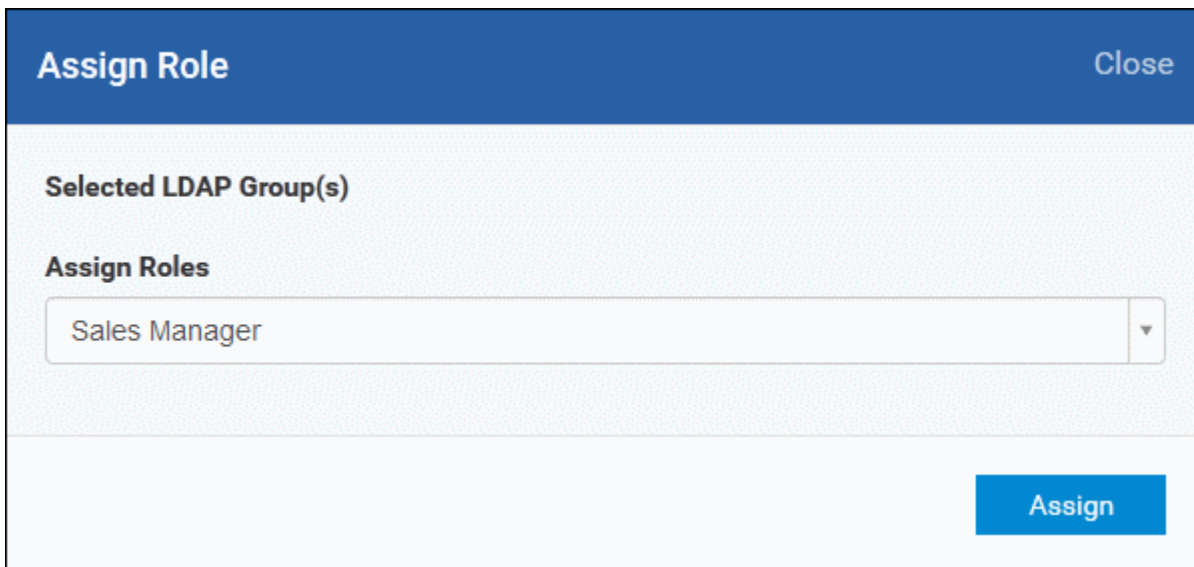 Assign Role
Close
Selected LDAP Group(s)
Assign Roles
Sales Manager
Assign